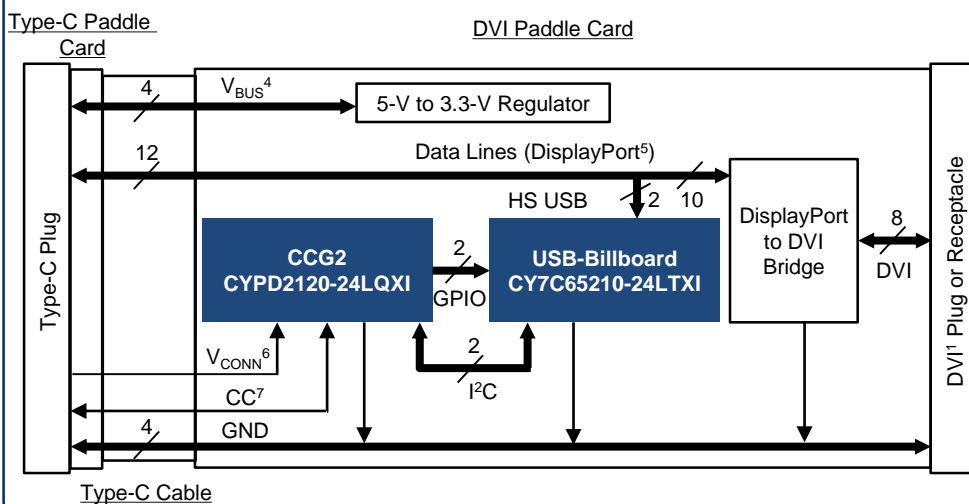 Type-C Paddle
Card
DVI Paddle Card
4
V_BUS⁴
5-V to 3.3-V Regulator
12
Data Lines (DisplayPort⁵)
HS USB
2
10
Type-C Plug
CCG2
CYPD2120-24LQXI
2
GPIO
USB-Billboard
CY7C65210-24LTXI
DisplayPort
to DVI
Bridge
8
DVI
DVI¹ Plug or Receptacle
V_CONN⁶
2
I²C
CC⁷
4
GND
Type-C Cable